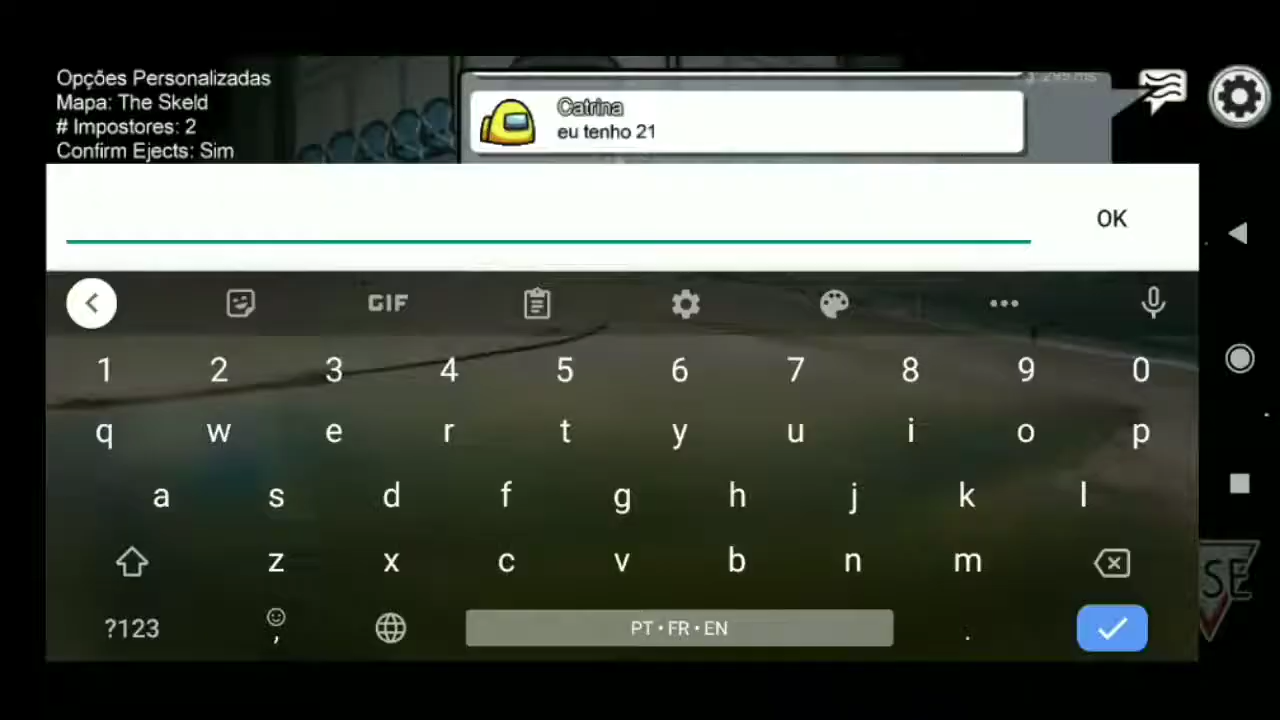 Opções Personalizadas
Mapa: The Skeld
# Impostores: 2
Confirm Ejects: Sim
Catrina
eu tenho 21
OK
GIF
1 2 3 4 5 6 7 8 9 0
q w e r t y u i o p
a s d f g h j k l
z x c v b n m
?123 , PT • FR • EN .
SE